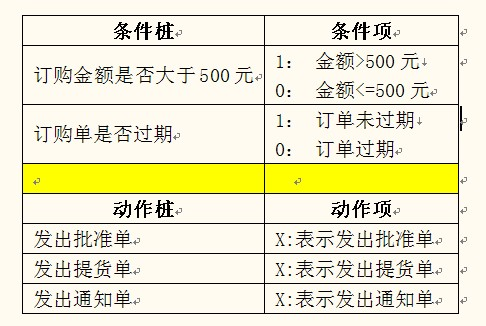 条件桩 条件项
订购金额是否大于500元 1： 金额>500元
0： 金额<=500元
订购单是否过期 1： 订单未过期
0： 订单过期
动作桩 动作项
发出批准单 X:表示发出批准单
发出提货单 X:表示发出提货单
发出通知单 X:表示发出通知单